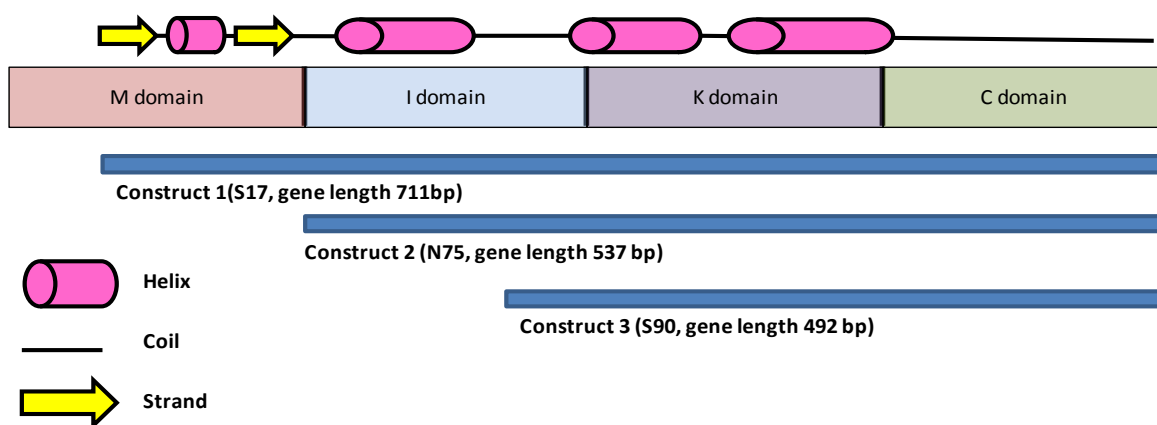 M domain
I domain
K domain
C domain
Construct 1(S17, gene length 711bp)
Construct 2 (N75, gene length 537 bp)
Construct 3 (S90, gene length 492 bp)
Helix
Coil
Strand